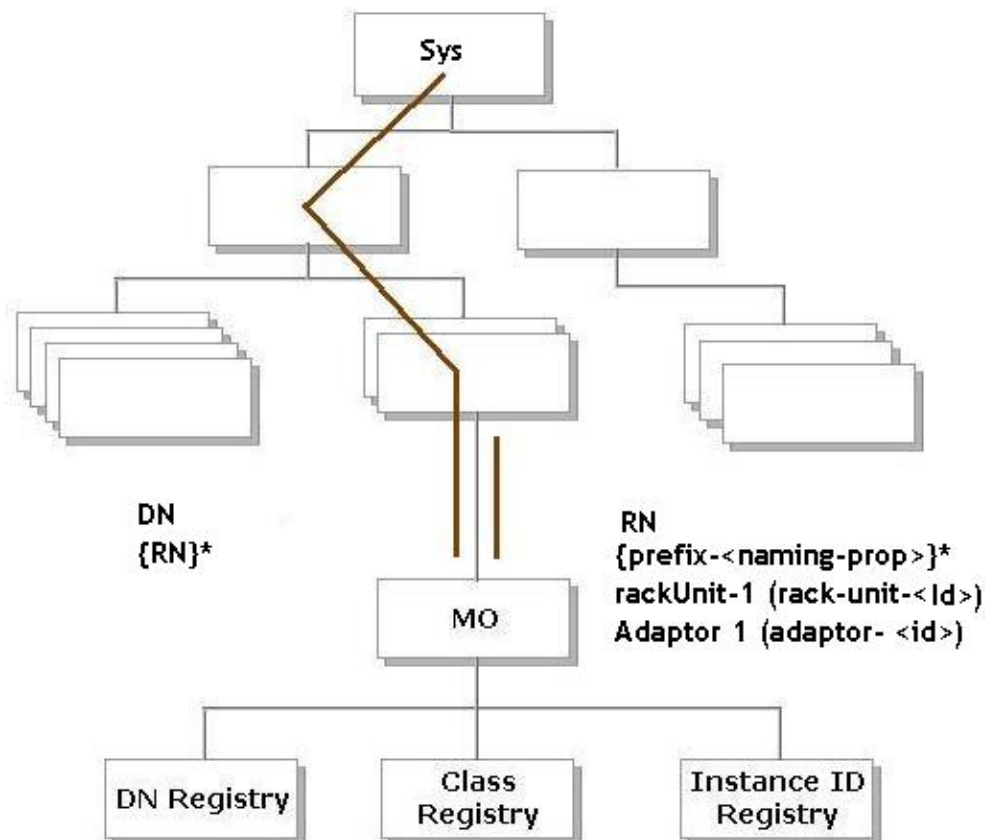 Sys
DN
{RN}*
RN
{prefix-<naming-prop>}*
rackUnit-1 (rack-unit-<Id>)
Adaptor 1 (adaptor- <id>)
MO
DN Registry
Class
Registry
Instance ID
Registry